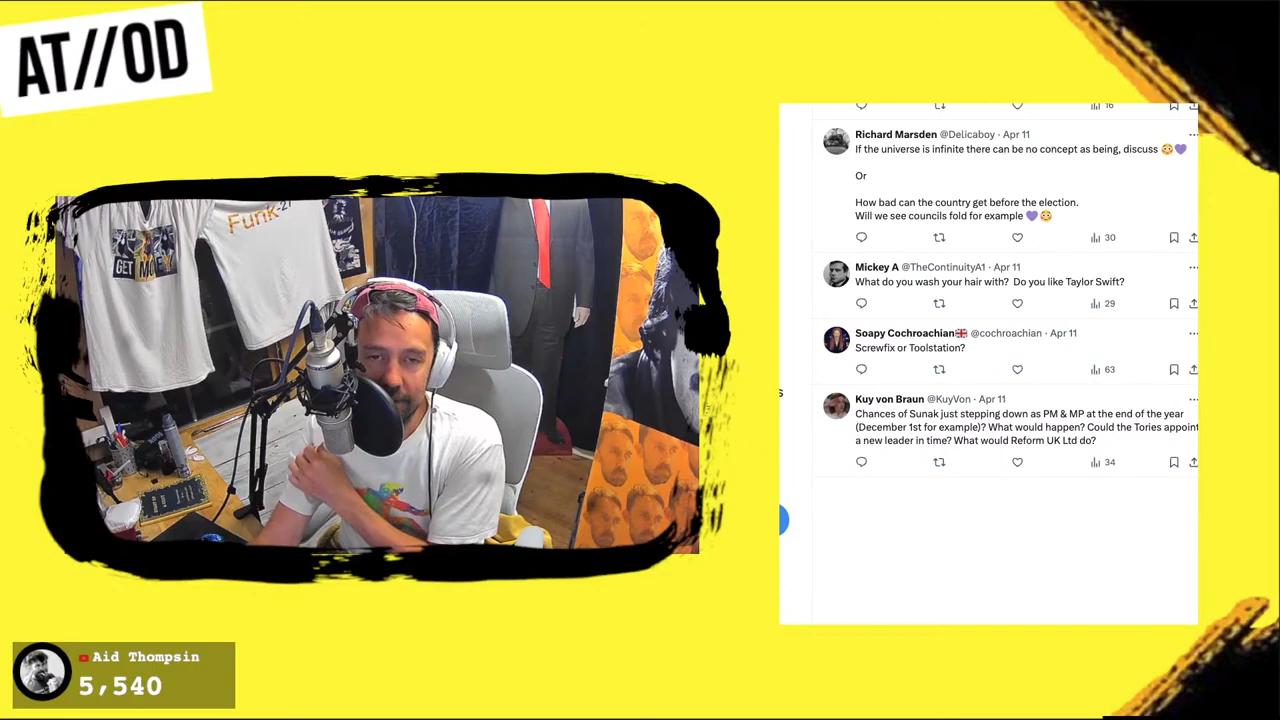 AT//OD
GET MO
Funk-27
16
Richard Marsden @Delicaboy · Apr 11
If the universe is infinite there can be no concept as being, discuss 😳💜
Or
How bad can the country get before the election.
Will we see councils fold for example 💜😳
30
Mickey A @TheContinuityA1 · Apr 11
What do you wash your hair with? Do you like Taylor Swift?
29
Soapy Cochroachian🇬🇧 @cochroachian · Apr 11
Screwfix or Toolstation?
63
Kuy von Braun @KuyVon · Apr 11
Chances of Sunak just stepping down as PM & MP at the end of the year
(December 1st for example)? What would happen? Could the Tories appoint
a new leader in time? What would Reform UK Ltd do?
34
s
Aid Thompsin
5,540